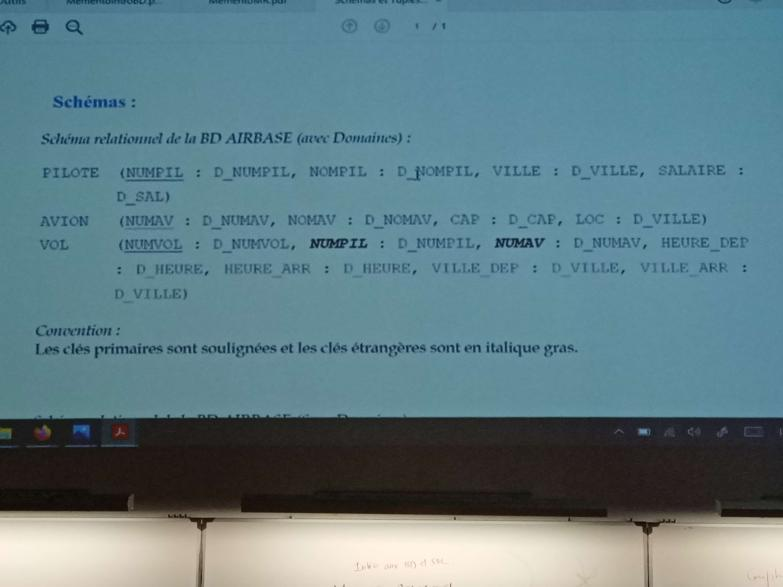 MementoMR.pdf
1 / 1
Schémas :
Schéma relationnel de la BD AIRBASE (avec Domaines) :
PILOTE (NUMPIL : D_NUMPIL, NOMPIL : D_NOMPIL, VILLE : D_VILLE, SALAIRE :
D_SAL)
AVION (NUMAV : D_NUMAV, NOMAV : D_NOMAV, CAP : D_CAP, LOC : D_VILLE)
VOL (NUMVOL : D_NUMVOL, NUMPIL : D_NUMPIL, NUMAV : D_NUMAV, HEURE_DEP
: D_HEURE, HEURE_ARR : D_HEURE, VILLE_DEP : D_VILLE, VILLE_ARR :
D_VILLE)
Convention :
Les clés primaires sont soulignées et les clés étrangères sont en italique gras.